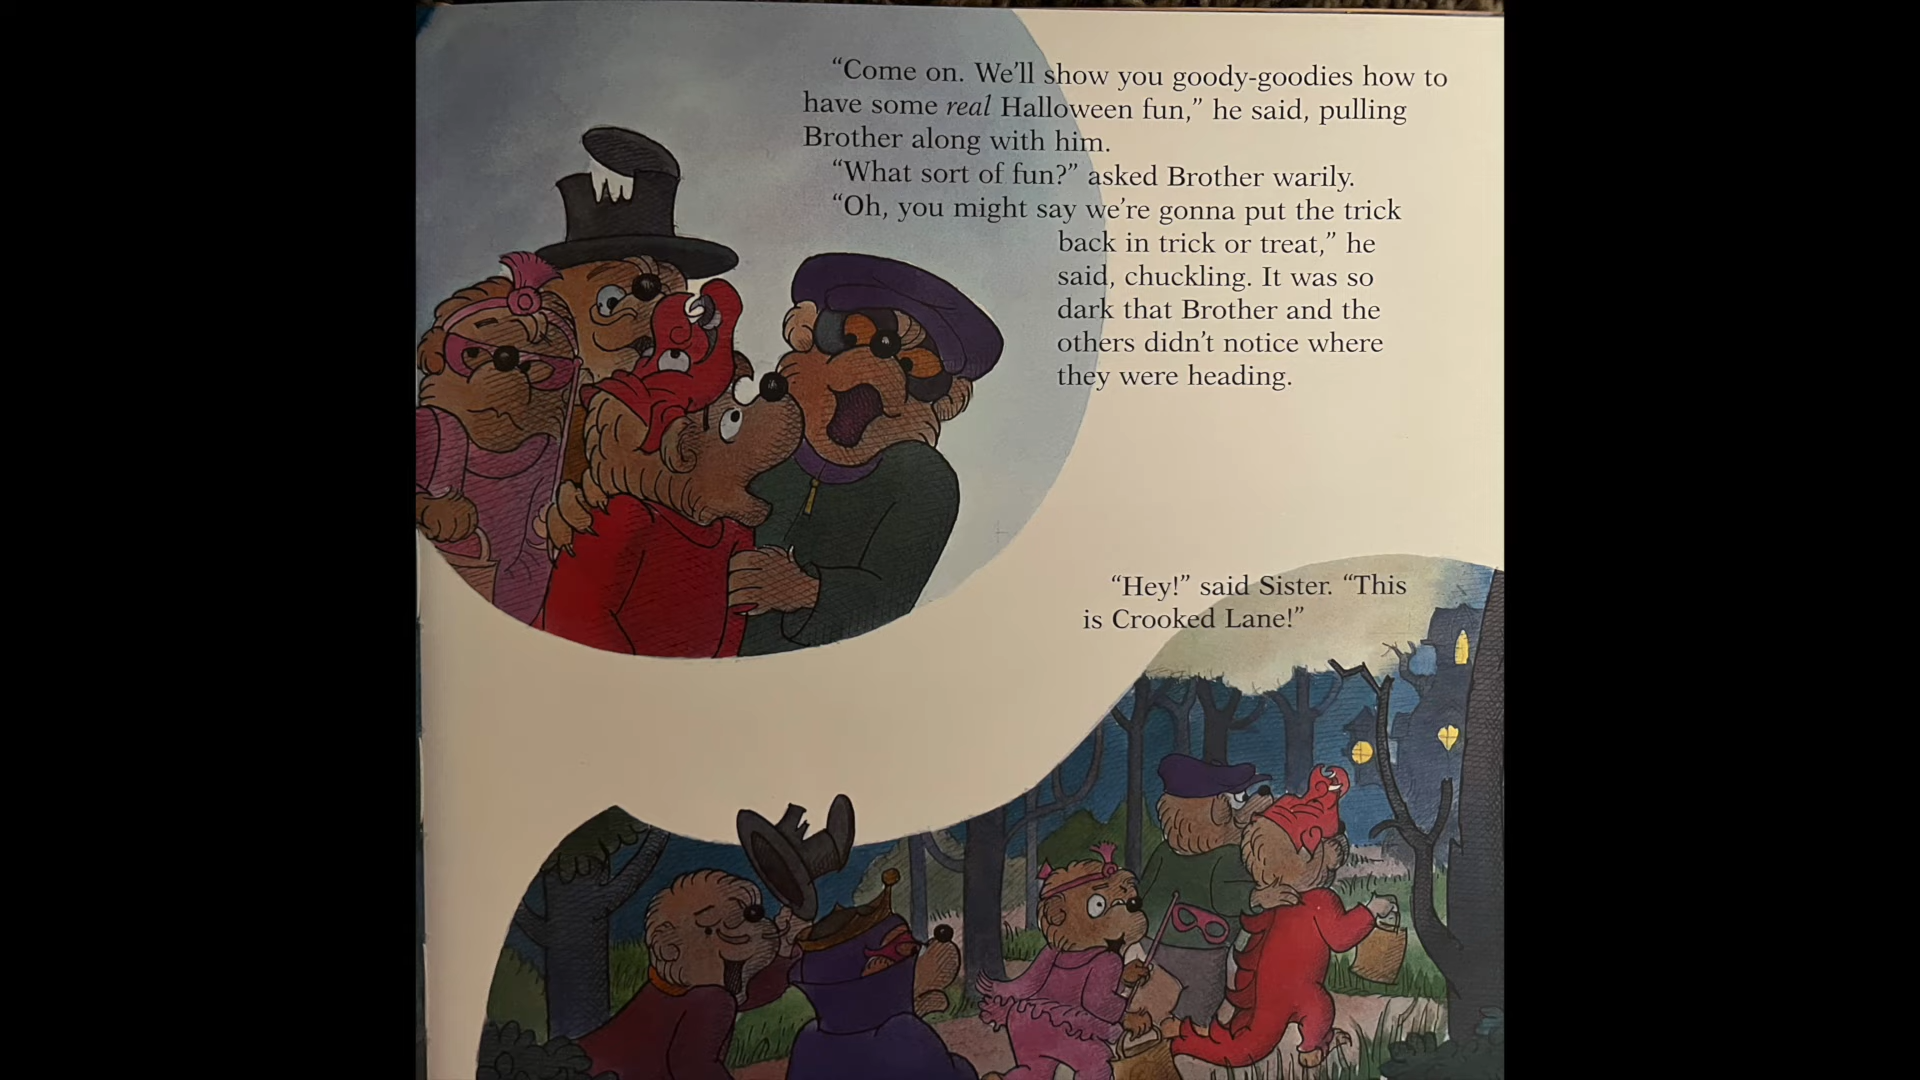 “Come on. We’ll show you goody-goodies how to
have some real Halloween fun,” he said, pulling
Brother along with him.
“What sort of fun?” asked Brother warily.
“Oh, you might say we’re gonna put the trick
back in trick or treat,” he
said, chuckling. It was so
dark that Brother and the
others didn’t notice where
they were heading.
“Hey!” said Sister. “This
is Crooked Lane!”